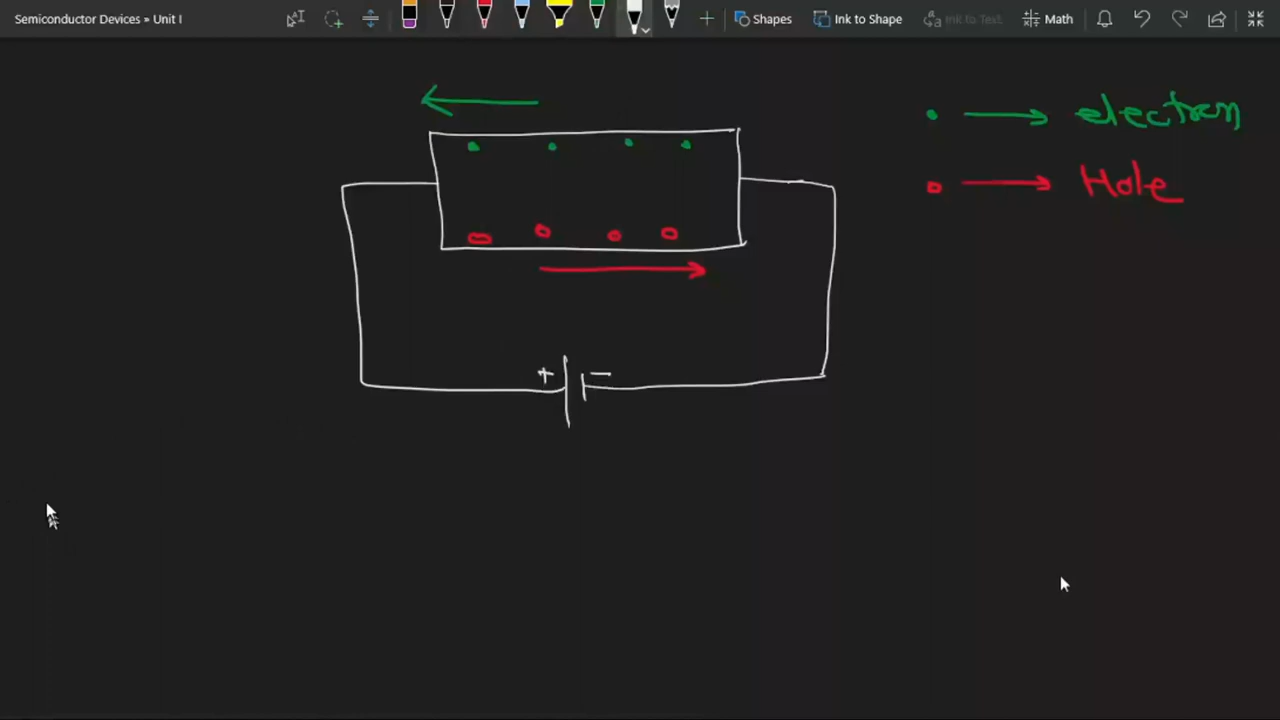 Semiconductor Devices » Unit I
Shapes
Ink to Shape
Ink to Text
Math
electron
Hole
+ −